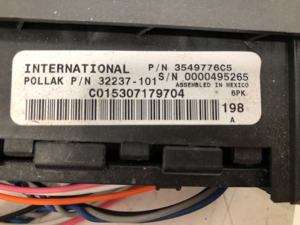 INTERNATIONAL P/N 3549776C5
POLLAK P/N 32237-101 S/N 0000495265
ASSEMBLED IN MEXICO
C015307179704 6PK
198
A